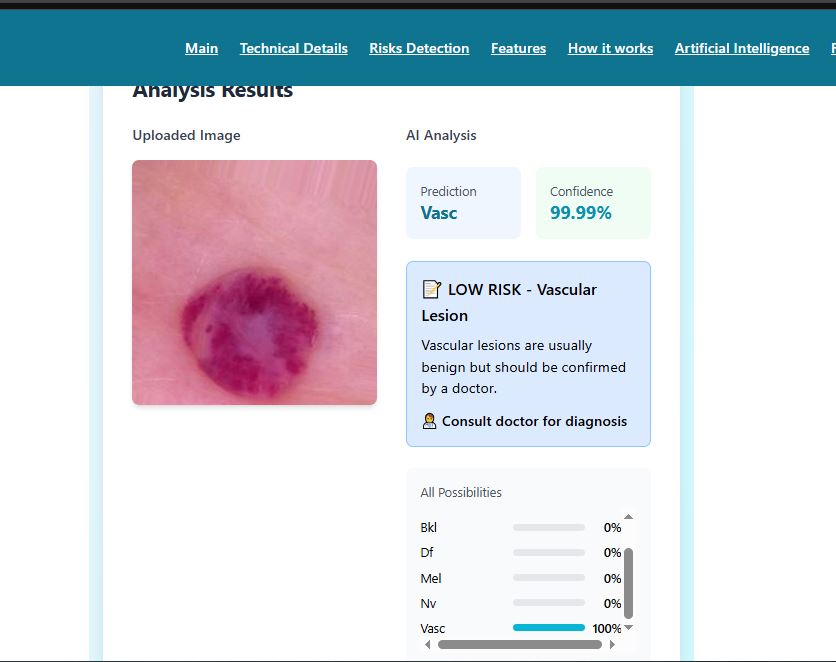 Main Technical Details Risks Detection Features How it works Artificial Intelligence
Analysis Results
Uploaded Image
AI Analysis
Prediction
Vasc
Confidence
99.99%
📝 LOW RISK - Vascular
Lesion
Vascular lesions are usually
benign but should be confirmed
by a doctor.
👩‍⚕️ Consult doctor for diagnosis
All Possibilities
Bkl 0%
Df 0%
Mel 0%
Nv 0%
Vasc 100%